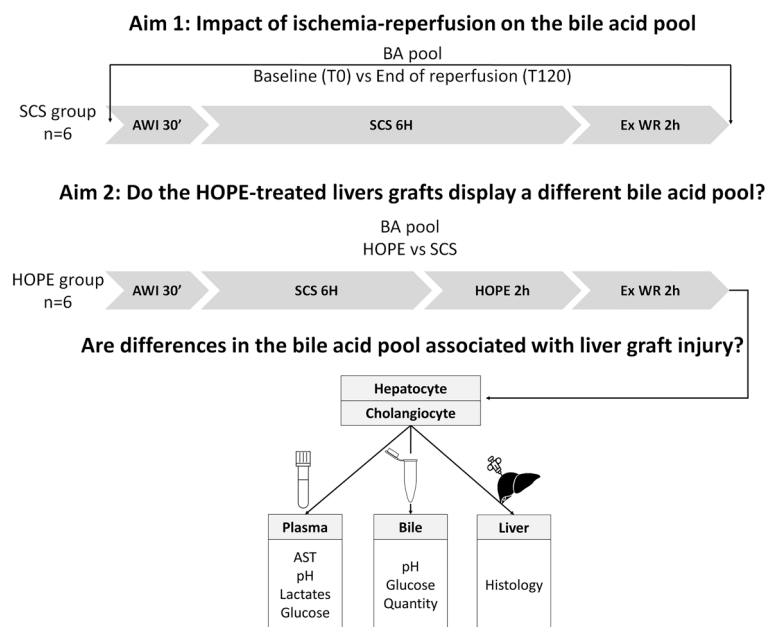 Aim 1: Impact of ischemia-reperfusion on the bile acid pool
BA pool
Baseline (T0) vs End of reperfusion (T120)
SCS group
n=6
AWI 30’
SCS 6H
Ex WR 2h
Aim 2: Do the HOPE-treated livers grafts display a different bile acid pool?
BA pool
HOPE vs SCS
HOPE group
n=6
AWI 30’
SCS 6H
HOPE 2h
Ex WR 2h
Are differences in the bile acid pool associated with liver graft injury?
Hepatocyte
Cholangiocyte
Plasma
AST
pH
Lactates
Glucose
Bile
pH
Glucose
Quantity
Liver
Histology